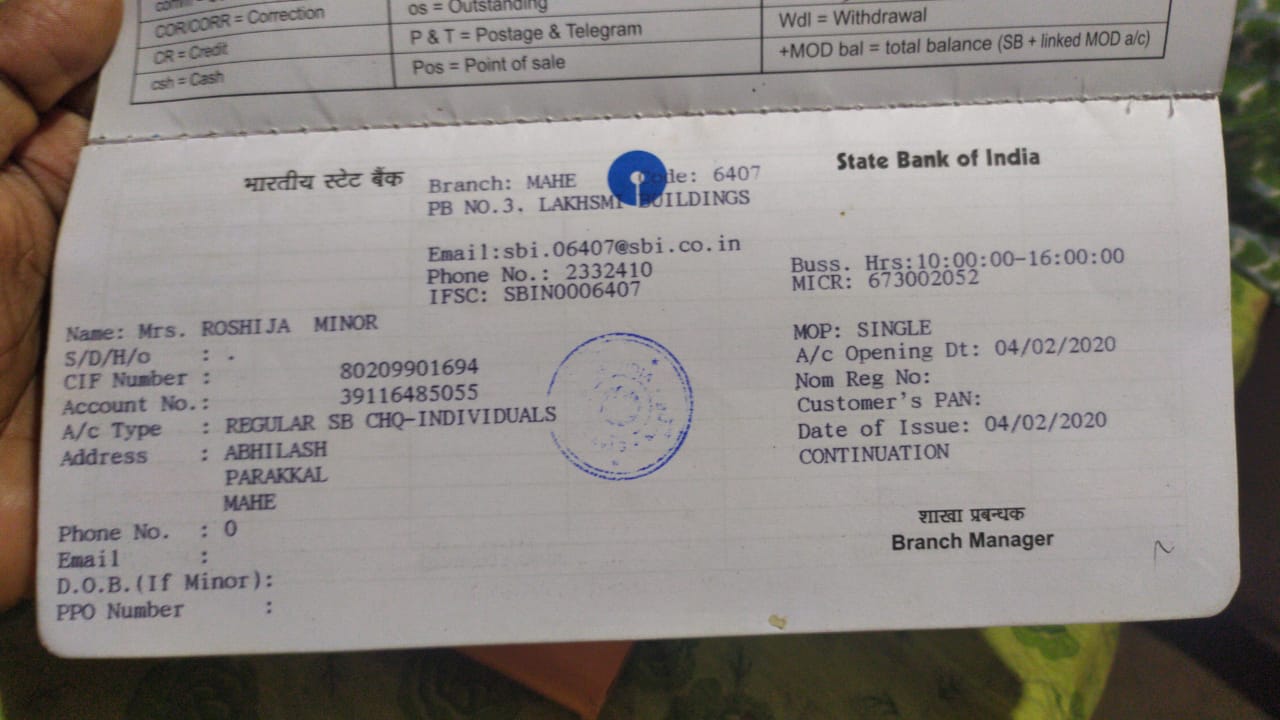 COR/CORR = Correction
CR = Credit
csh = Cash
os = Outstanding
P & T = Postage & Telegram
Pos = Point of sale
Wdl = Withdrawal
+MOD bal = total balance (SB + linked MOD a/c)
भारतीय स्टेट बैंक
State Bank of India
Branch: MAHE Code: 6407
PB NO.3, LAKHSMI BUILDINGS
Email:sbi.06407@sbi.co.in
Phone No.: 2332410
IFSC: SBIN0006407
Buss. Hrs:10:00:00-16:00:00
MICR: 673002052
Name: Mrs. ROSHIJA MINOR
S/D/H/o : .
CIF Number : 80209901694
Account No.: 39116485055
A/c Type : REGULAR SB CHQ-INDIVIDUALS
Address : ABHILASH
PARAKKAL
MAHE
Phone No. : 0
Email :
D.O.B.(If Minor):
PPO Number :
MOP: SINGLE
A/c Opening Dt: 04/02/2020
Nom Reg No:
Customer's PAN:
Date of Issue: 04/02/2020
CONTINUATION
शाखा प्रबन्धक
Branch Manager